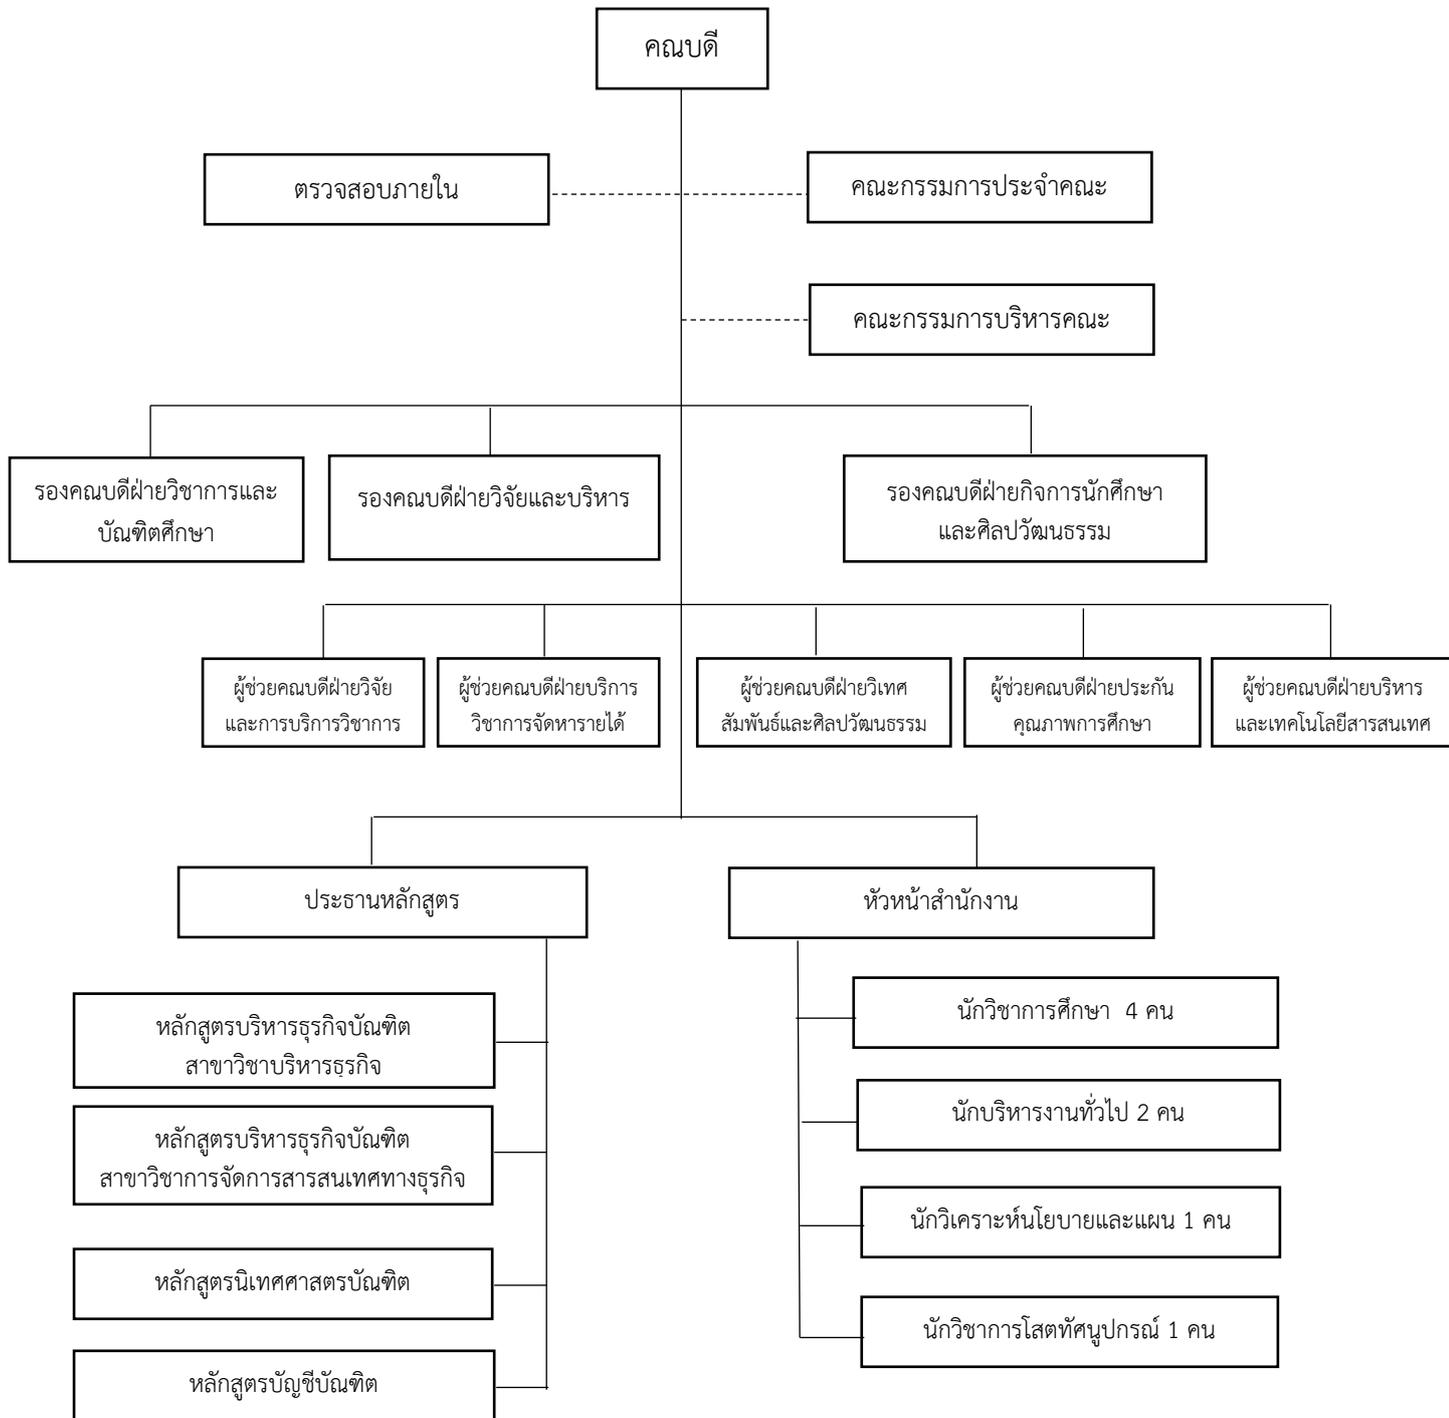 คณบดี
ตรวจสอบภายใน
คณะกรรมการประจำคณะ
คณะกรรมการบริหารคณะ
รองคณบดีฝ่ายวิชาการและ
บัณฑิตศึกษา
รองคณบดีฝ่ายวิจัยและบริหาร
รองคณบดีฝ่ายกิจการนักศึกษา
และศิลปวัฒนธรรม
ผู้ช่วยคณบดีฝ่ายวิจัย
และการบริการวิชาการ
ผู้ช่วยคณบดีฝ่ายบริการ
วิชาการจัดหารายได้
ผู้ช่วยคณบดีฝ่ายวิเทศ
สัมพันธ์และศิลปวัฒนธรรม
ผู้ช่วยคณบดีฝ่ายประกัน
คุณภาพการศึกษา
ผู้ช่วยคณบดีฝ่ายบริหาร
และเทคโนโลยีสารสนเทศ
ประธานหลักสูตร
หัวหน้าสำนักงาน
หลักสูตรบริหารธุรกิจบัณฑิต
สาขาวิชาบริหารธุรกิจ
หลักสูตรบริหารธุรกิจบัณฑิต
สาขาวิชาการจัดการสารสนเทศทางธุรกิจ
หลักสูตรนิเทศศาสตรบัณฑิต
หลักสูตรบัญชีบัณฑิต
นักวิชาการศึกษา 4 คน
นักบริหารงานทั่วไป 2 คน
นักวิเคราะห์นโยบายและแผน 1 คน
นักวิชาการโสตทัศนูปกรณ์ 1 คน